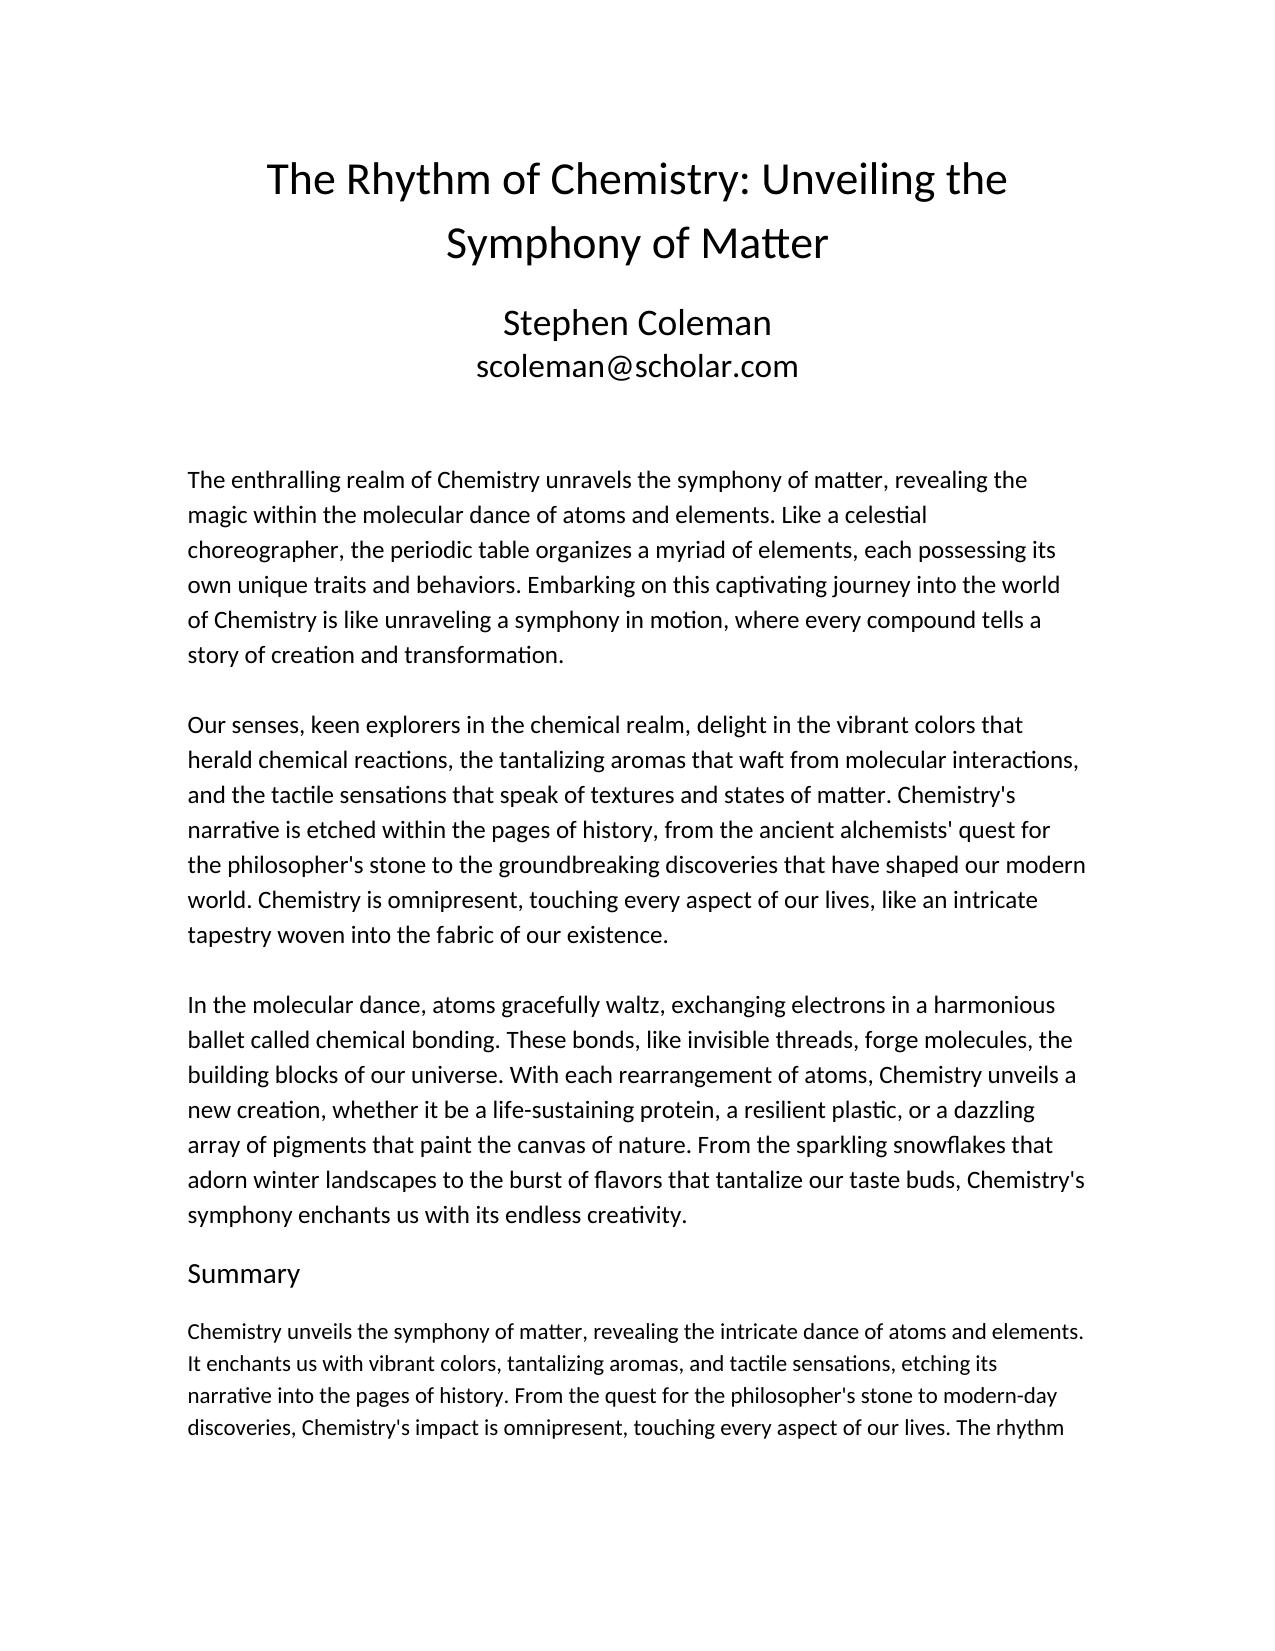 The Rhythm of Chemistry: Unveiling the
Symphony of Matter
Stephen Coleman
scoleman@scholar.com
The enthralling realm of Chemistry unravels the symphony of matter, revealing the
magic within the molecular dance of atoms and elements. Like a celestial
choreographer, the periodic table organizes a myriad of elements, each possessing its
own unique traits and behaviors. Embarking on this captivating journey into the world
of Chemistry is like unraveling a symphony in motion, where every compound tells a
story of creation and transformation.
Our senses, keen explorers in the chemical realm, delight in the vibrant colors that
herald chemical reactions, the tantalizing aromas that waft from molecular interactions,
and the tactile sensations that speak of textures and states of matter. Chemistry's
narrative is etched within the pages of history, from the ancient alchemists' quest for
the philosopher's stone to the groundbreaking discoveries that have shaped our modern
world. Chemistry is omnipresent, touching every aspect of our lives, like an intricate
tapestry woven into the fabric of our existence.
In the molecular dance, atoms gracefully waltz, exchanging electrons in a harmonious
ballet called chemical bonding. These bonds, like invisible threads, forge molecules, the
building blocks of our universe. With each rearrangement of atoms, Chemistry unveils a
new creation, whether it be a life-sustaining protein, a resilient plastic, or a dazzling
array of pigments that paint the canvas of nature. From the sparkling snowflakes that
adorn winter landscapes to the burst of flavors that tantalize our taste buds, Chemistry's
symphony enchants us with its endless creativity.
Summary
Chemistry unveils the symphony of matter, revealing the intricate dance of atoms and elements.
It enchants us with vibrant colors, tantalizing aromas, and tactile sensations, etching its
narrative into the pages of history. From the quest for the philosopher's stone to modern-day
discoveries, Chemistry's impact is omnipresent, touching every aspect of our lives. The rhythm